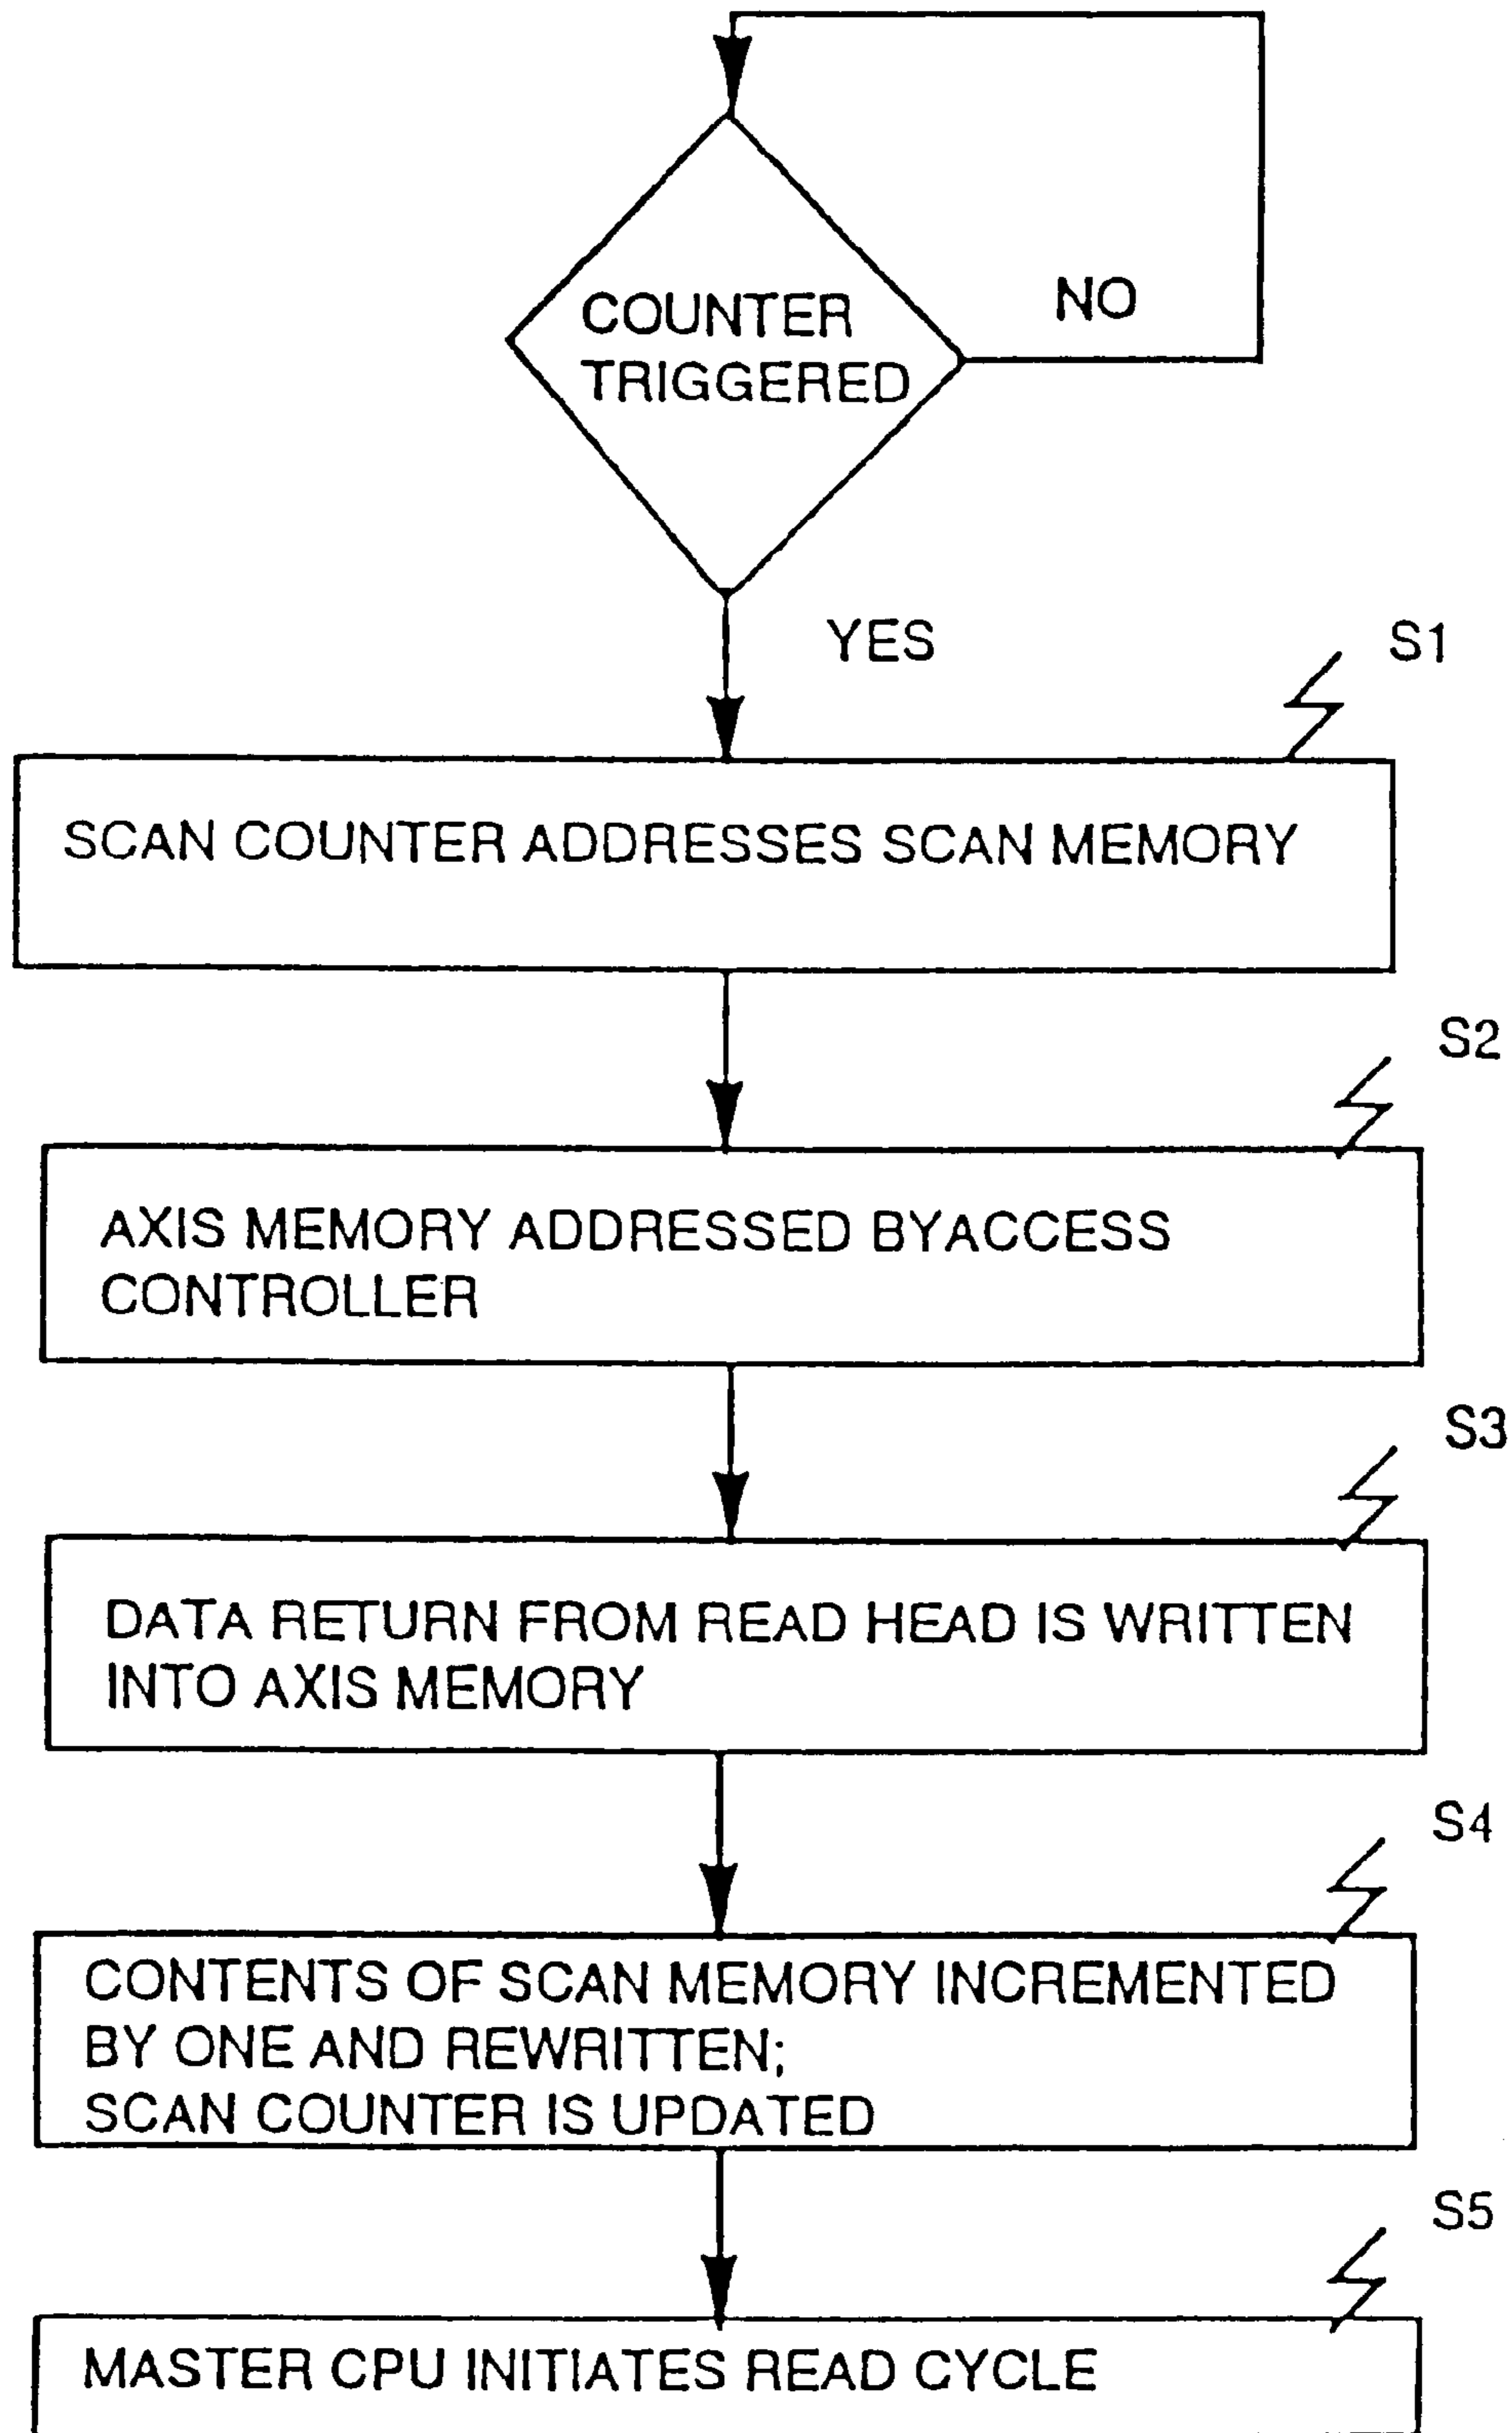 COUNTER
TRIGGERED
NO
YES
S1
SCAN COUNTER ADDRESSES SCAN MEMORY
S2
AXIS MEMORY ADDRESSED BYACCESS
CONTROLLER
S3
DATA RETURN FROM READ HEAD IS WRITTEN
INTO AXIS MEMORY
S4
CONTENTS OF SCAN MEMORY INCREMENTED
BY ONE AND REWRITTEN;
SCAN COUNTER IS UPDATED
S5
MASTER CPU INITIATES READ CYCLE